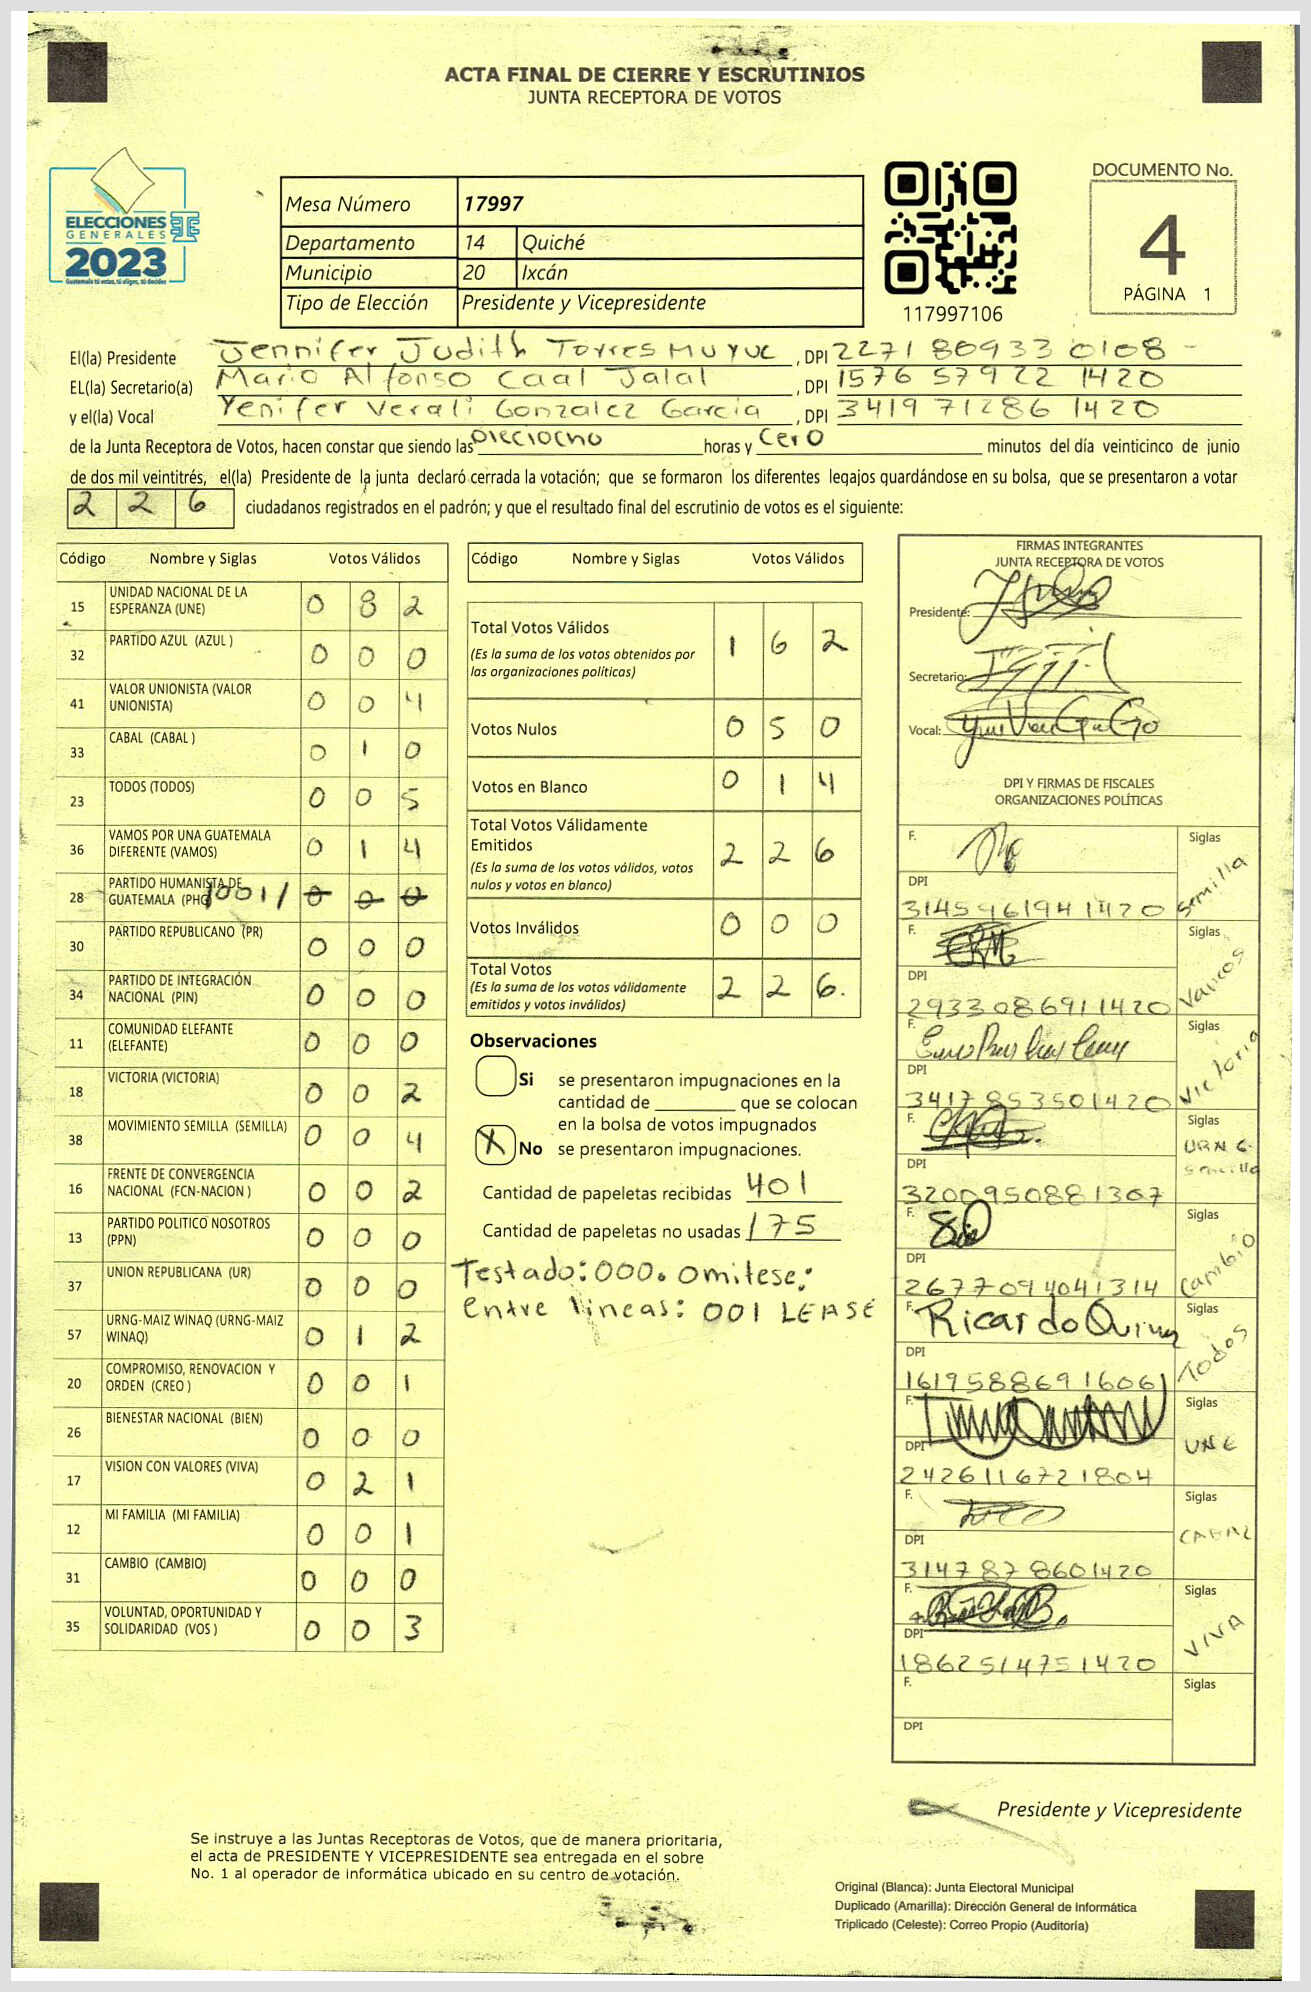 ACTA FINAL DE CIERRE Y ESCRUTINIOS
JUNTA RECEPTORA DE VOTOS
ELECCIONES
GENERALES
2023
Guatemala tú votas, tú eliges, tú decides
Mesa Número 17997
Departamento 14 Quiché
Municipio 20 Ixcán
Tipo de Elección Presidente y Vicepresidente
117997106
DOCUMENTO No.
4
PÁGINA 1
El(la) Presidente Jennifer Judith Torres Muyuc, DPI 2271 80933 0108
EL(la) Secretario(a) Mario Alfonso Caal Jalal, DPI 1576 57922 1420
y el(la) Vocal Yenifer Verali Gonzalez Garcia, DPI 3419 71286 1420
de la Junta Receptora de Votos, hacen constar que siendo las Dieciocho horas y cero minutos del día veinticinco de junio
de dos mil veintitrés, el(la) Presidente de la junta declaró cerrada la votación; que se formaron los diferentes legajos guardándose en su bolsa, que se presentaron a votar
2 2 6 ciudadanos registrados en el padrón; y que el resultado final del escrutinio de votos es el siguiente:
Código Nombre y Siglas Votos Válidos
15 UNIDAD NACIONAL DE LA ESPERANZA (UNE) 0 8 2
32 PARTIDO AZUL (AZUL ) 0 0 0
41 VALOR UNIONISTA (VALOR UNIONISTA) 0 0 4
33 CABAL (CABAL ) 0 1 0
23 TODOS (TODOS) 0 0 5
36 VAMOS POR UNA GUATEMALA DIFERENTE (VAMOS) 0 1 4
28 PARTIDO HUMANISTA DE GUATEMALA (PHG) /001/ 0 0 0
30 PARTIDO REPUBLICANO (PR) 0 0 0
34 PARTIDO DE INTEGRACIÓN NACIONAL (PIN) 0 0 0
11 COMUNIDAD ELEFANTE (ELEFANTE) 0 0 0
18 VICTORIA (VICTORIA) 0 0 2
38 MOVIMIENTO SEMILLA (SEMILLA) 0 0 4
16 FRENTE DE CONVERGENCIA NACIONAL (FCN-NACION ) 0 0 2
13 PARTIDO POLITICO NOSOTROS (PPN) 0 0 0
37 UNION REPUBLICANA (UR) 0 0 0
57 URNG-MAIZ WINAQ (URNG-MAIZ WINAQ) 0 1 2
20 COMPROMISO, RENOVACION Y ORDEN (CREO ) 0 0 1
26 BIENESTAR NACIONAL (BIEN) 0 0 0
17 VISION CON VALORES (VIVA) 0 2 1
12 MI FAMILIA (MI FAMILIA) 0 0 1
31 CAMBIO (CAMBIO) 0 0 0
35 VOLUNTAD, OPORTUNIDAD Y SOLIDARIDAD (VOS ) 0 0 3
Código Nombre y Siglas Votos Válidos
Total Votos Válidos 1 6 2
(Es la suma de los votos obtenidos por
las organizaciones políticas)
Votos Nulos 0 5 0
Votos en Blanco 0 1 4
Total Votos Válidamente
Emitidos 2 2 6
(Es la suma de los votos válidos, votos
nulos y votos en blanco)
Votos Inválidos 0 0 0
Total Votos 2 2 6.
(Es la suma de los votos válidamente
emitidos y votos inválidos)
Observaciones
Si se presentaron impugnaciones en la
cantidad de ________ que se colocan
en la bolsa de votos impugnados
X No se presentaron impugnaciones.
Cantidad de papeletas recibidas 401
Cantidad de papeletas no usadas 175
Testado: 000. Omitese:
Entre lineas: 001 LEASE
FIRMAS INTEGRANTES
JUNTA RECEPTORA DE VOTOS
Presidente:
Secretario:
Vocal:
DPI Y FIRMAS DE FISCALES
ORGANIZACIONES POLÍTICAS
F. Siglas semilla
DPI
3145961941420
F. Siglas Vamos
DPI
2933086911420
F. Siglas Victoria
DPI
3417853501420
F. Siglas
DPI
3200950881307
F. Siglas Cambio
DPI
2677094041314
F. Ricardo Siglas Todos
DPI
1619588691606
F. Siglas UNE
DPI
2426116721804
F. Siglas CABAL
DPI
3147878601420
F. Siglas VIVA
DPI
1862514751420
F. Siglas
DPI
Presidente y Vicepresidente
Se instruye a las Juntas Receptoras de Votos, que de manera prioritaria,
el acta de PRESIDENTE Y VICEPRESIDENTE sea entregada en el sobre
No. 1 al operador de informática ubicado en su centro de votación.
Original (Blanca): Junta Electoral Municipal
Duplicado (Amarilla): Dirección General de Informática
Triplicado (Celeste): Correo Propio (Auditoría)